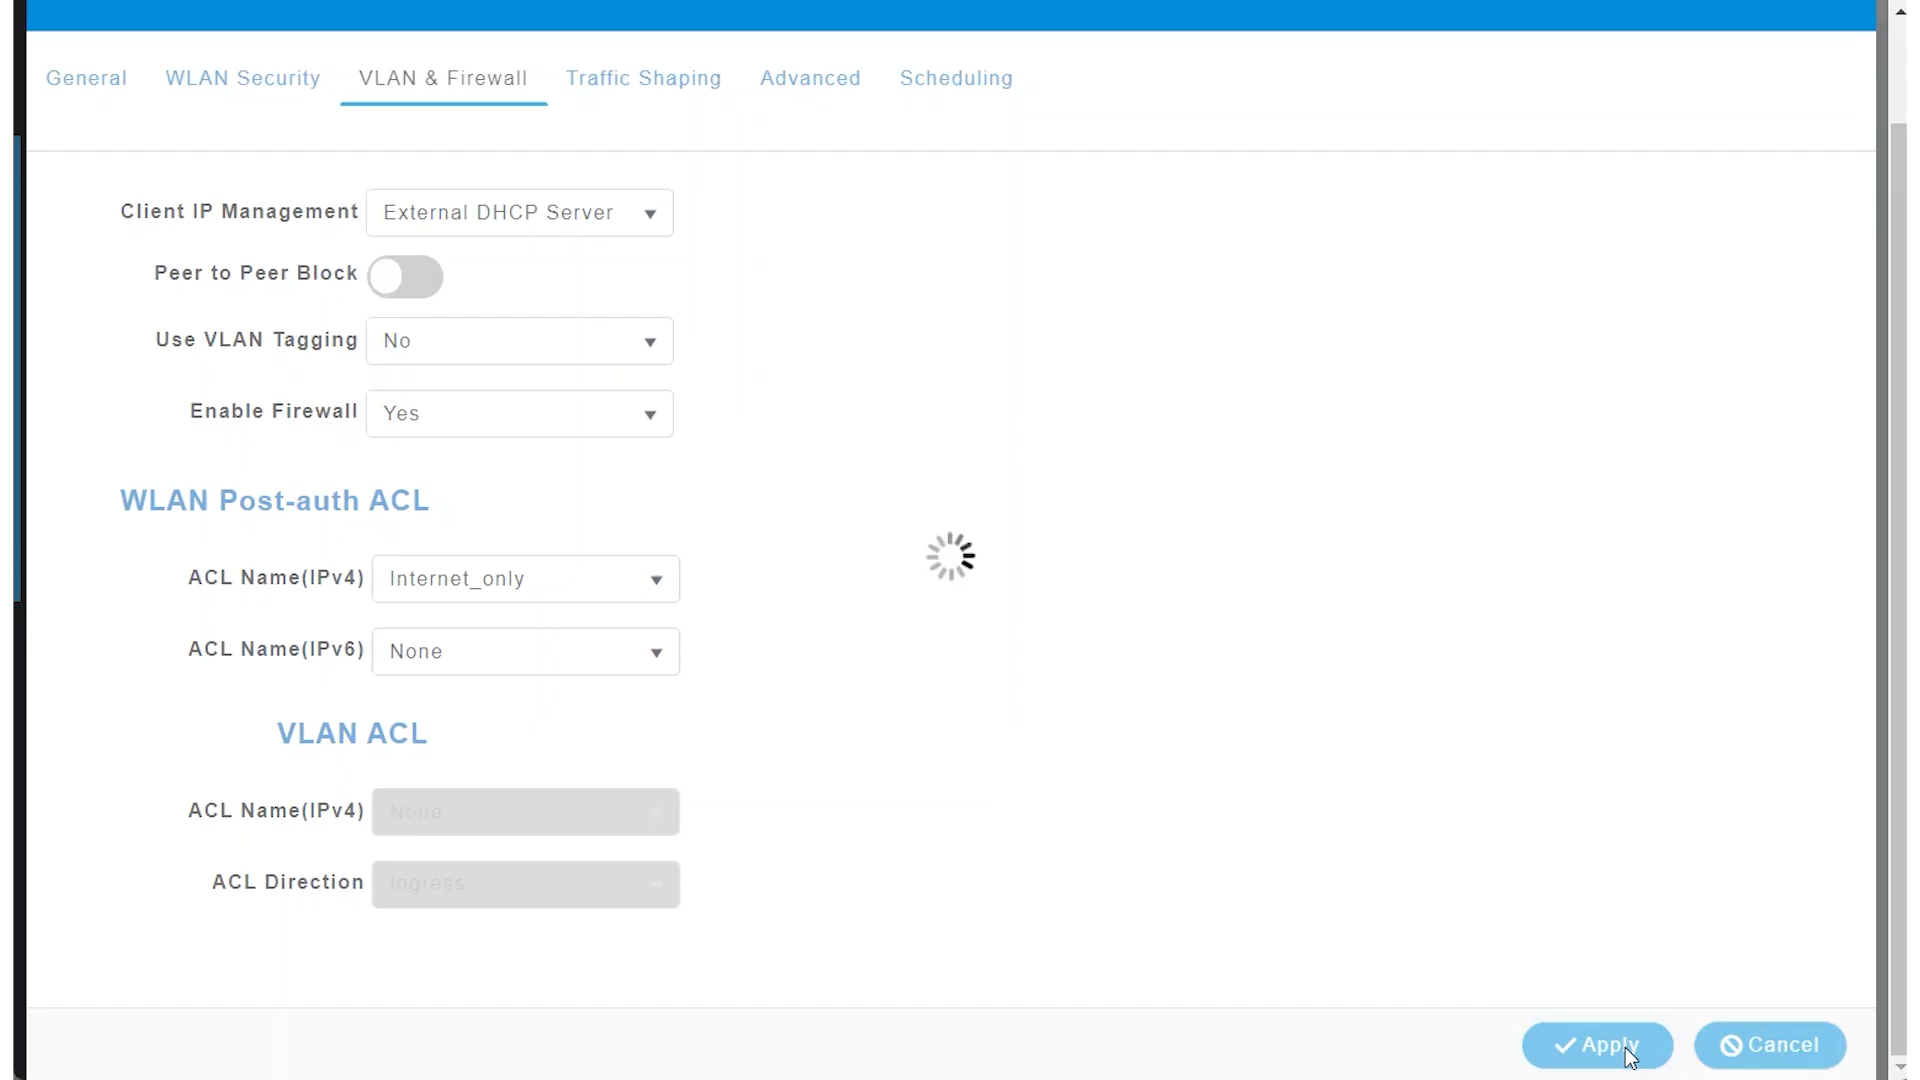 General WLAN Security VLAN & Firewall Traffic Shaping Advanced Scheduling
Client IP Management External DHCP Server
Peer to Peer Block
Use VLAN Tagging No
Enable Firewall Yes
WLAN Post-auth ACL
ACL Name(IPv4) Internet_only
ACL Name(IPv6) None
VLAN ACL
ACL Name(IPv4) None
ACL Direction Ingress
Apply Cancel